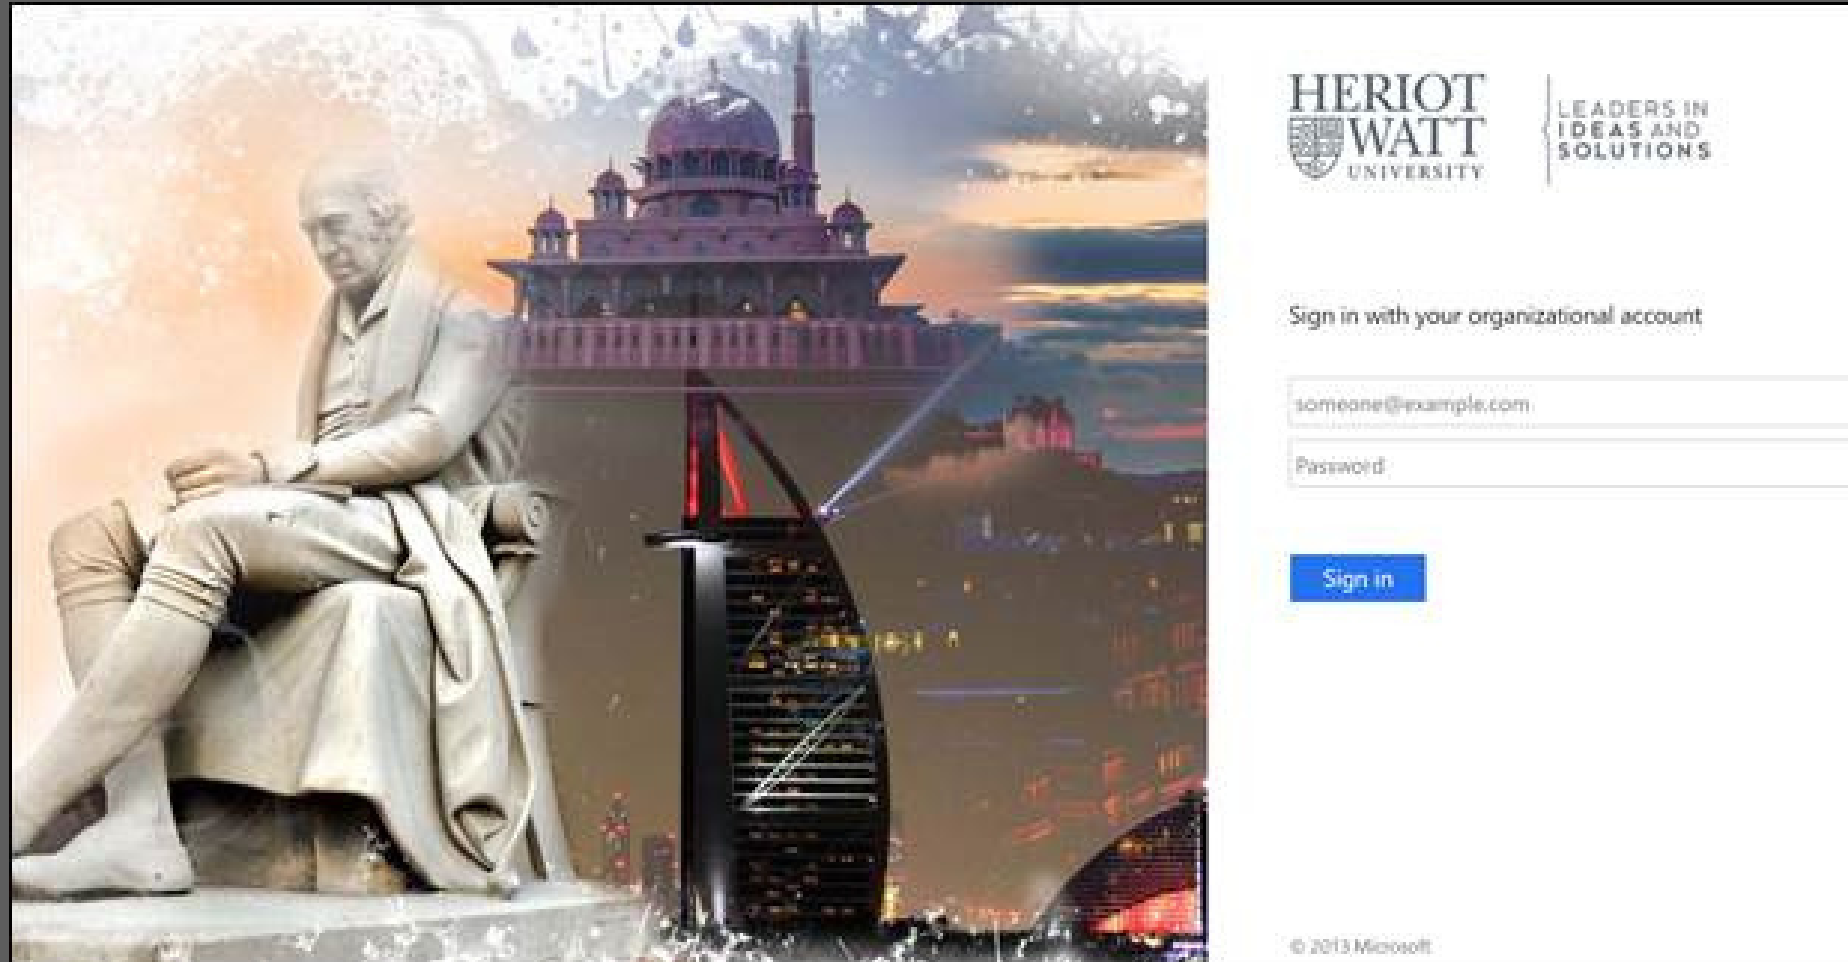 HERIOT
WATT
UNIVERSITY
LEADERS IN
IDEAS AND
SOLUTIONS
Sign in with your organizational account
someone@example.com
Password
Sign in
© 2013 Microsoft